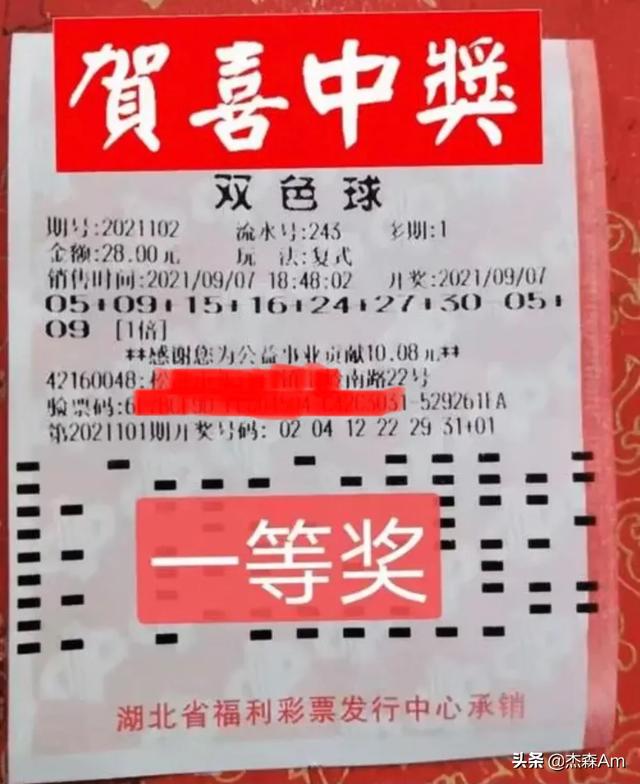 賀喜中獎
双色球
期号:2021102 流水号:243 多期:1
金额:28.00元 玩 法:复式
销售时间:2021/09/07 18:48:02 开奖:2021/09/07
05+09+15+16+24+27+30-05+
09 [1倍]
**感谢您为公益事业贡献10.08元**
42160048: 南路22号
验票码: -529261FA
第2021101期开奖号码: 02 04 12 22 29 31+01
一等奖
湖北省福利彩票发行中心承销
头条@杰森Am